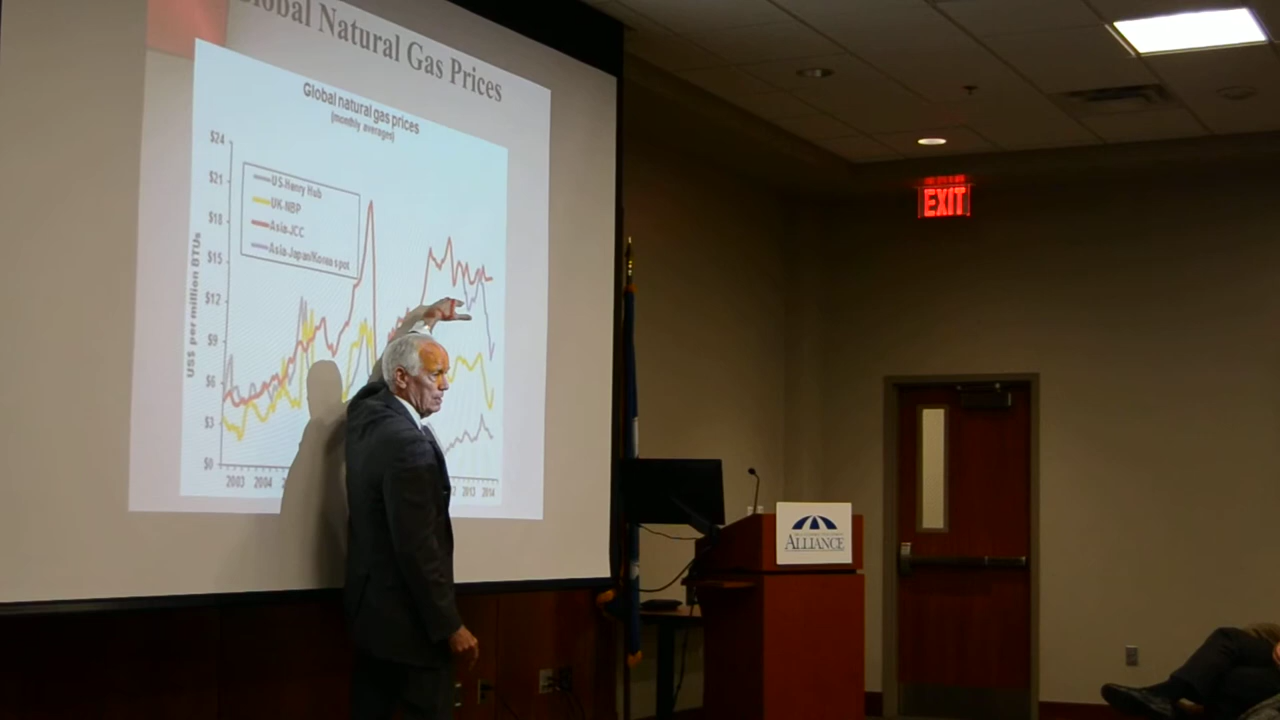 Global Natural Gas Prices
Global natural gas prices
(monthly averages)
$24
$21
$18
$15
$12
$9
$6
$3
$0
US$ per million BTUs
US-Henry Hub
UK-NBP
Asia-JCC
Asia-Japan/Korea spot
2003 2004 2013 2014
EXIT
ALLIANCE